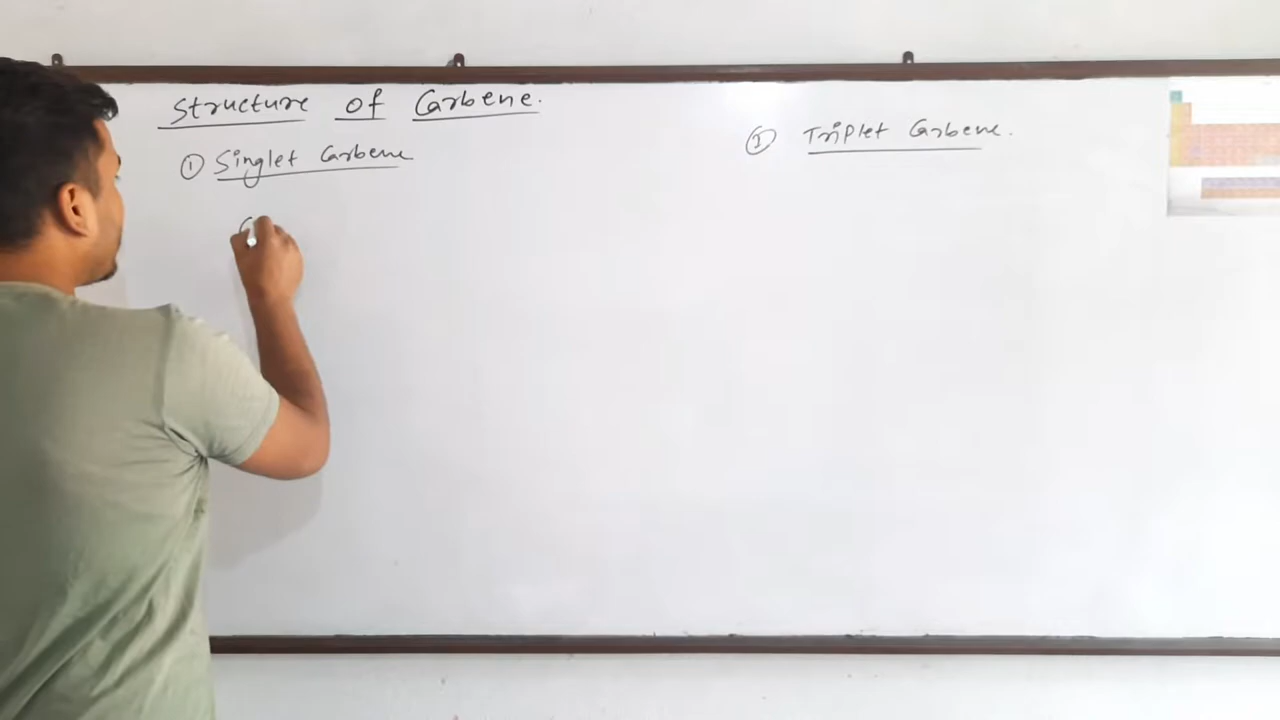 Structure of Carbene.
① Singlet Carbene
② Triplet Carbene.